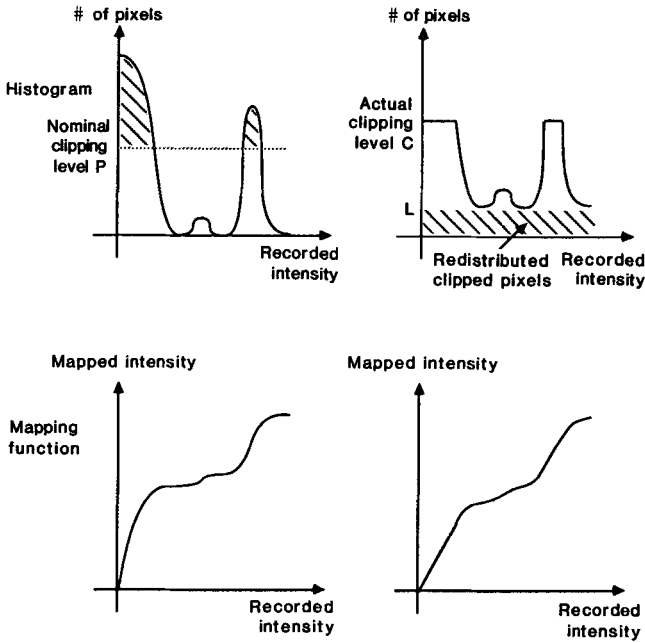 # of pixels
Histogram
Nominal
clipping
level P
Recorded
intensity
# of pixels
Actual
clipping
level C
L
Redistributed
clipped pixels
Recorded
intensity
Mapped intensity
Mapping
function
Recorded
intensity
Mapped intensity
Recorded
intensity